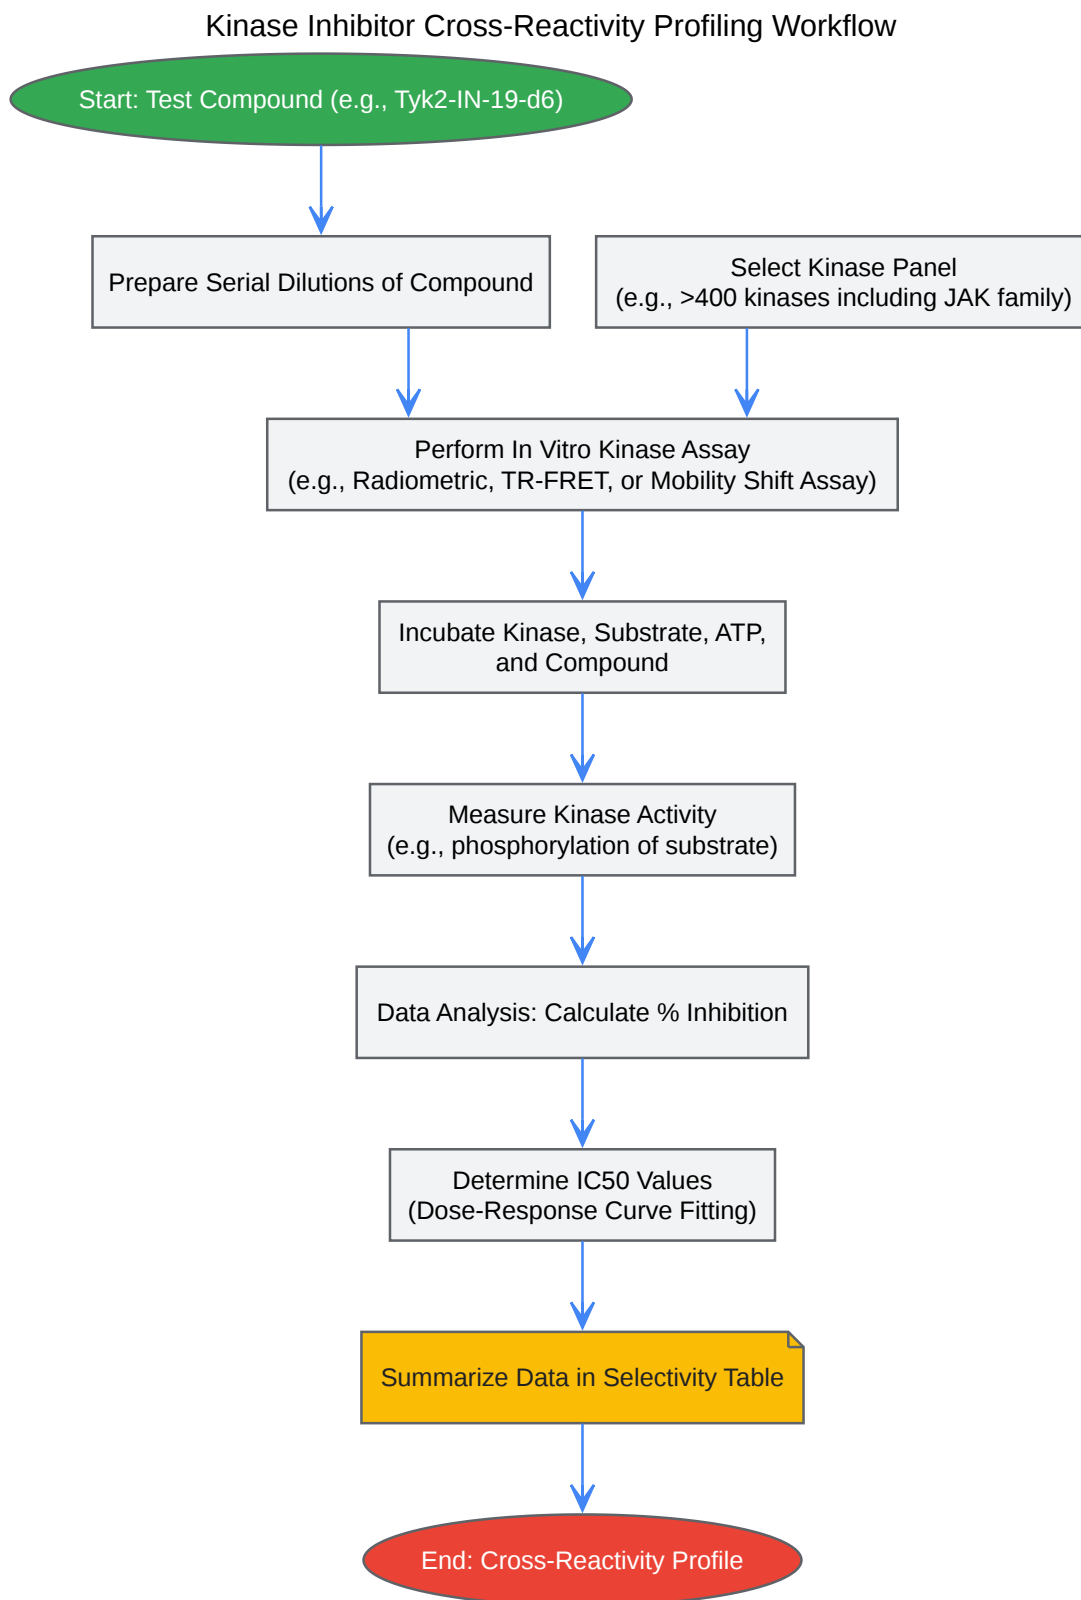 Kinase Inhibitor Cross-Reactivity Profiling Workflow
Start: Test Compound (e.g., Tyk2-IN-19-d6)
Prepare Serial Dilutions of Compound
Select Kinase Panel
(e.g., >400 kinases including JAK family)
Perform In Vitro Kinase Assay
(e.g., Radiometric, TR-FRET, or Mobility Shift Assay)
Incubate Kinase, Substrate, ATP,
and Compound
Measure Kinase Activity
(e.g., phosphorylation of substrate)
Data Analysis: Calculate % Inhibition
Determine IC50 Values
(Dose-Response Curve Fitting)
Summarize Data in Selectivity Table
End: Cross-Reactivity Profile